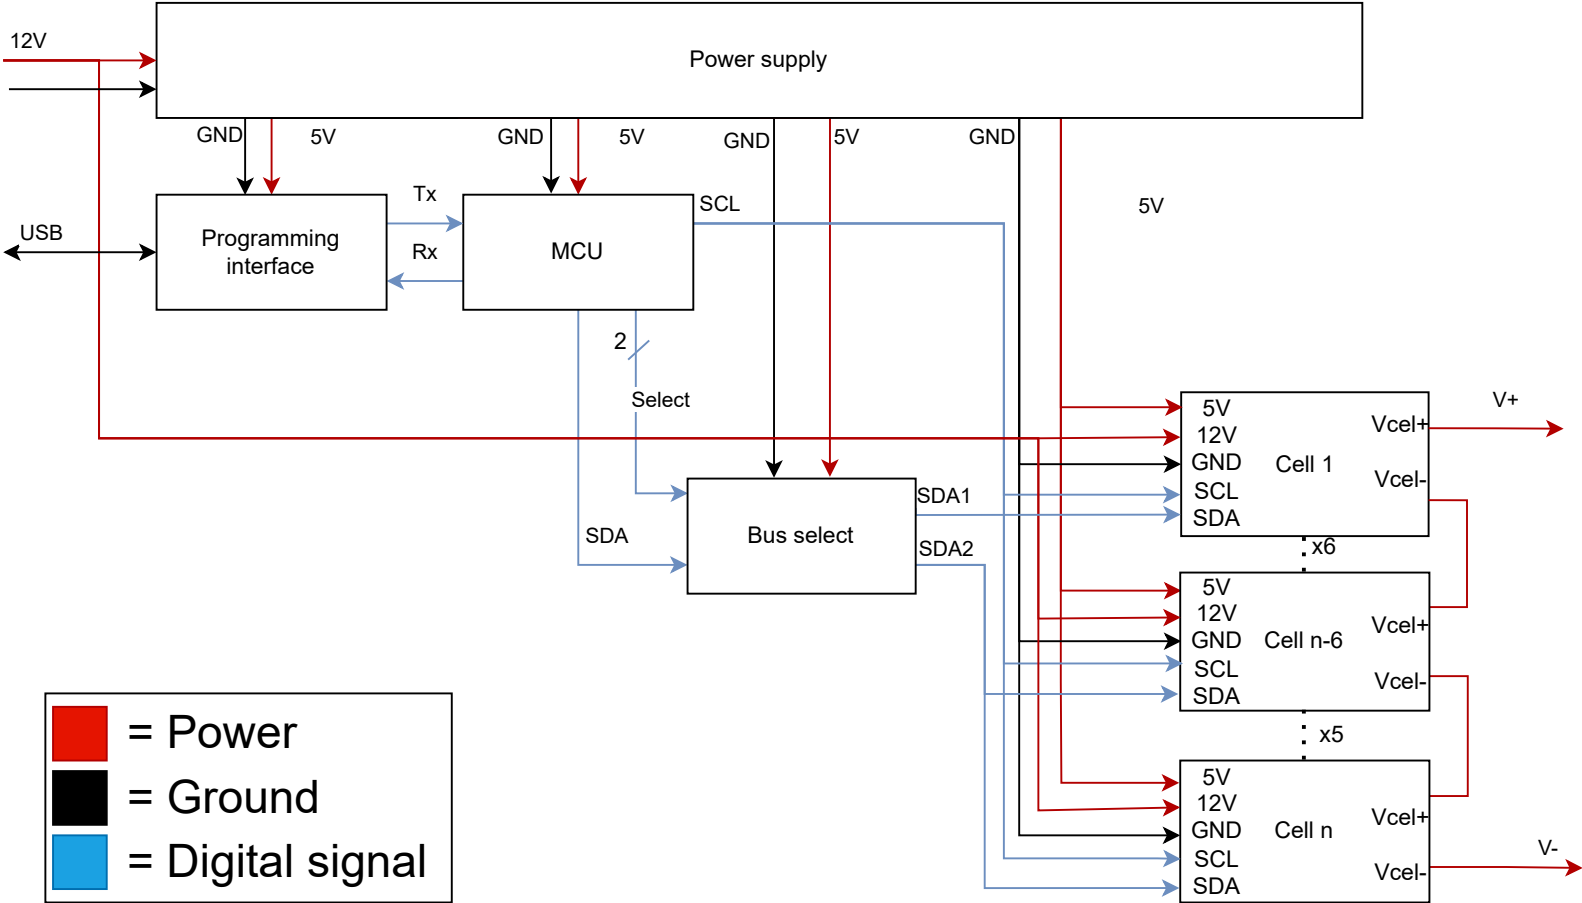 12V
Power supply
GND
5V
GND
5V
GND
5V
GND
5V
USB
Programming
interface
Tx
Rx
MCU
SCL
2
Select
SDA
Bus select
SDA1
SDA2
5V
12V
GND
SCL
SDA
Cell 1
Vcel+
Vcel-
V+
x6
5V
12V
GND
SCL
SDA
Cell n-6
Vcel+
Vcel-
x5
5V
12V
GND
SCL
SDA
Cell n
Vcel+
Vcel-
V-
= Power
= Ground
= Digital signal